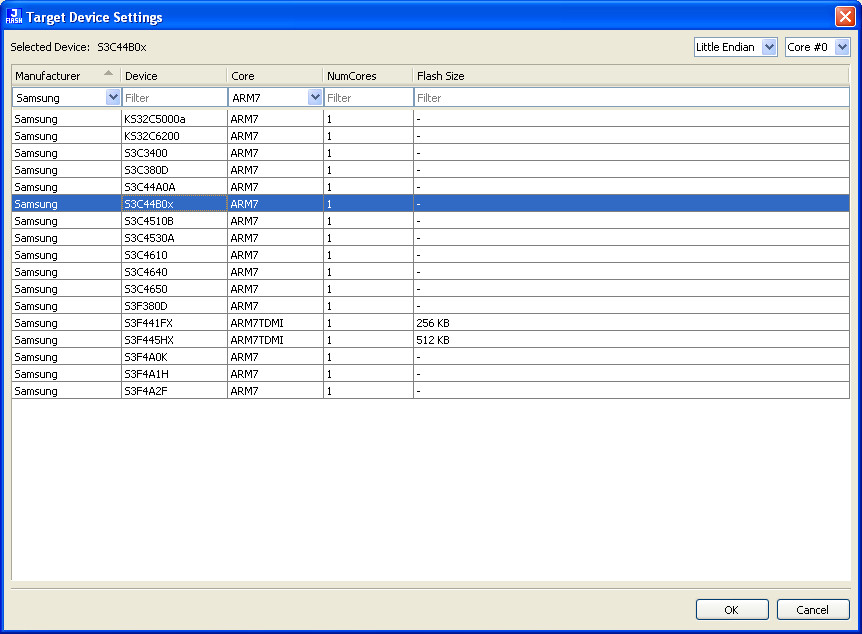 J FLASH Target Device Settings
Selected Device: S3C44B0x Little Endian Core #0
Manufacturer Device Core NumCores Flash Size
Samsung Filter ARM7 Filter Filter
Samsung KS32C5000a ARM7 1 -
Samsung KS32C6200 ARM7 1 -
Samsung S3C3400 ARM7 1 -
Samsung S3C380D ARM7 1 -
Samsung S3C44A0A ARM7 1 -
Samsung S3C44B0x ARM7 1 -
Samsung S3C4510B ARM7 1 -
Samsung S3C4530A ARM7 1 -
Samsung S3C4610 ARM7 1 -
Samsung S3C4640 ARM7 1 -
Samsung S3C4650 ARM7 1 -
Samsung S3F380D ARM7 1 -
Samsung S3F441FX ARM7TDMI 1 256 KB
Samsung S3F445HX ARM7TDMI 1 512 KB
Samsung S3F4A0K ARM7 1 -
Samsung S3F4A1H ARM7 1 -
Samsung S3F4A2F ARM7 1 -
OK Cancel